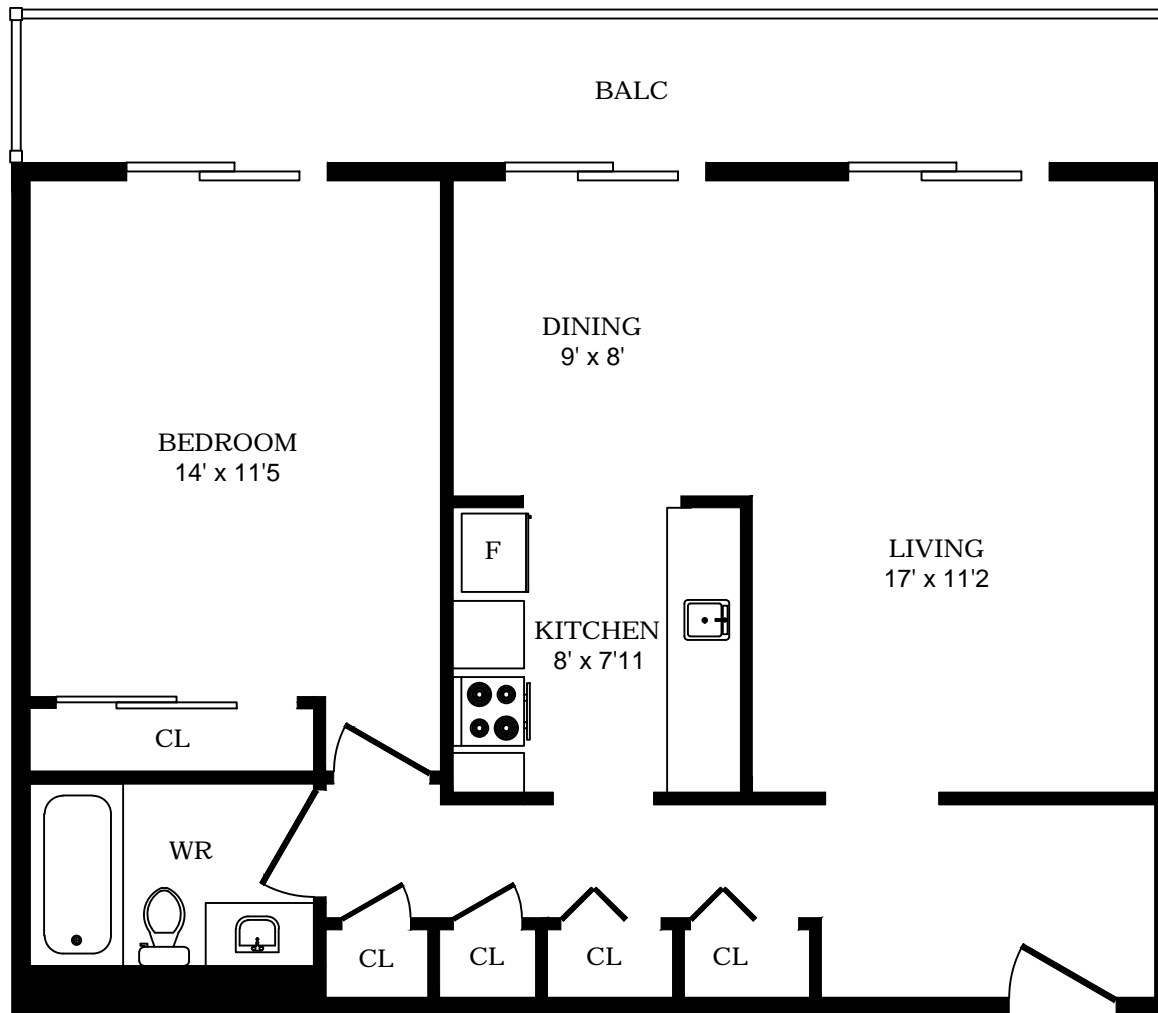 BALC
DINING
9' x 8'
BEDROOM
14' x 11'5
F
LIVING
17' x 11'2
KITCHEN
8' x 7'11
CL
WR
CL
CL
CL
CL